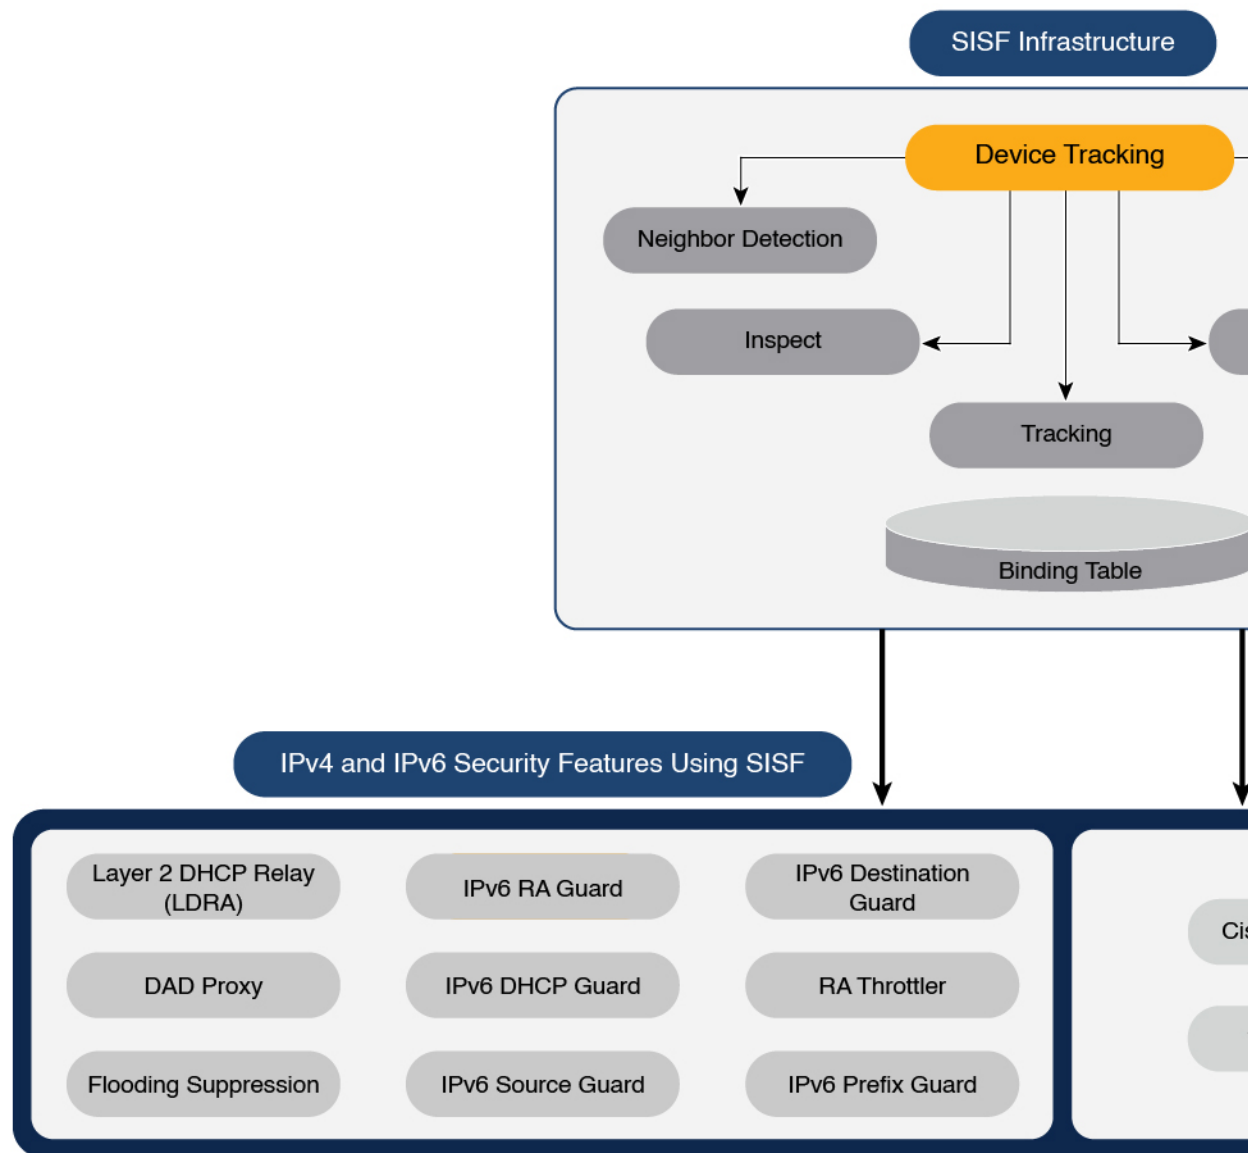 SISF Infrastructure
Device Tracking
Neighbor Detection
Inspect
Tracking
Binding Table
IPv4 and IPv6 Security Features Using SISF
Layer 2 DHCP Relay
(LDRA)
IPv6 RA Guard
IPv6 Destination
Guard
DAD Proxy
IPv6 DHCP Guard
RA Throttler
Flooding Suppression
IPv6 Source Guard
IPv6 Prefix Guard